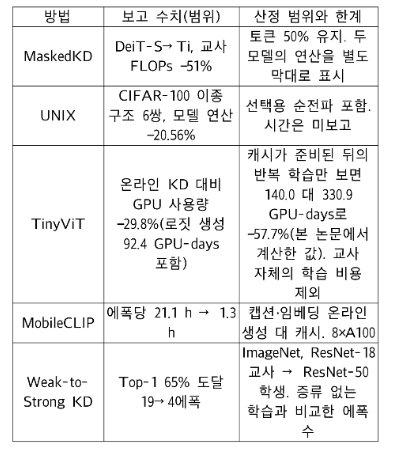 방법
보고 수치(범위)
산정 범위와 한계
MaskedKD
DeiT-S→Ti, 교사
FLOPs −51%
토큰 50% 유지. 두
모델의 연산을 별도
막대로 표시
UNIX
CIFAR-100 이종
구조 6쌍, 모델 연산
−20.56%
선택용 순전파 포함.
시간은 미보고
TinyViT
온라인 KD 대비
GPU 사용량
−29.8%(로짓 생성
92.4 GPU-days
포함)
캐시가 준비된 뒤의
반복 학습만 보면
140.0 대 330.9
GPU-days로
−57.7%(본 논문에서
계산한 값). 교사
자체의 학습 비용
제외
MobileCLIP
에폭당 21.1 h → 1.3
h
캡션·임베딩 온라인
생성 대 캐시. 8×A100
Weak-to-
Strong KD
Top-1 65% 도달
19→4에폭
ImageNet, ResNet-18
교사 → ResNet-50
학생. 증류 없는
학습과 비교한 에폭
수